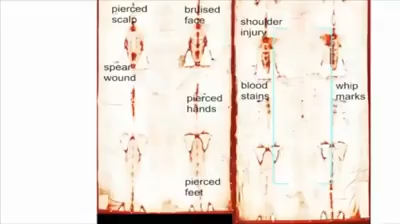 pierced
scalp
bruised
face
shoulder
injury
spear
wound
pierced
hands
blood
stains
whip
marks
pierced
feet